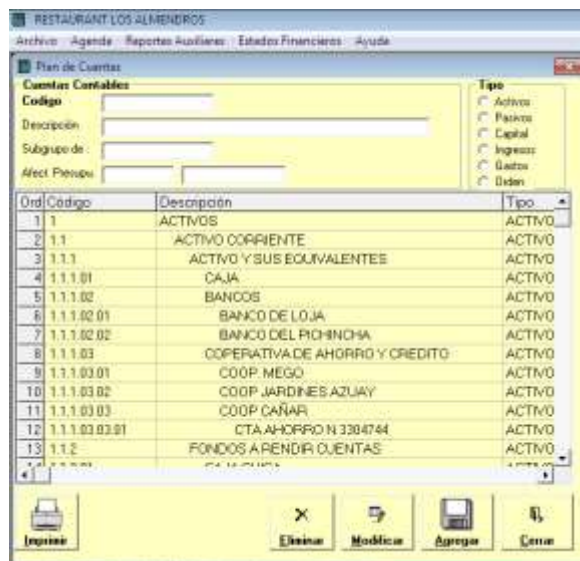 RESTAURANT LOS ALMENDROS
Archivo Agenda Reportes Auxiliares Estados Financieros Ayuda
Plan de Cuentas
Cuentas Contables
Tipo
Codigo
Activos
Descripción
Pasivos
Capital
Subgrupo de :
Ingresos
Afect. Presupu.
Gastos
Orden
Ord Código Descripción Tipo
1 1 ACTIVOS ACTIVO
2 1.1 ACTIVO CORRIENTE ACTIVO
3 1.1.1 ACTIVO Y SUS EQUIVALENTES ACTIVO
4 1.1.1.01 CAJA ACTIVO
5 1.1.1.02 BANCOS ACTIVO
6 1.1.1.02.01 BANCO DE LOJA ACTIVO
7 1.1.1.02.02 BANCO DEL PICHINCHA ACTIVO
8 1.1.1.03 COPERATIVA DE AHORRO Y CREDITO ACTIVO
9 1.1.1.03.01 COOP. MEGO ACTIVO
10 1.1.1.03.02 COOP JARDINES AZUAY ACTIVO
11 1.1.1.03.03 COOP CAÑAR ACTIVO
12 1.1.1.03.03.01 CTA AHORRO N 3304744 ACTIVO
13 1.1.2 FONDOS A RENDIR CUENTAS ACTIVO
Imprimir Eliminar Modificar Agregar Cerrar